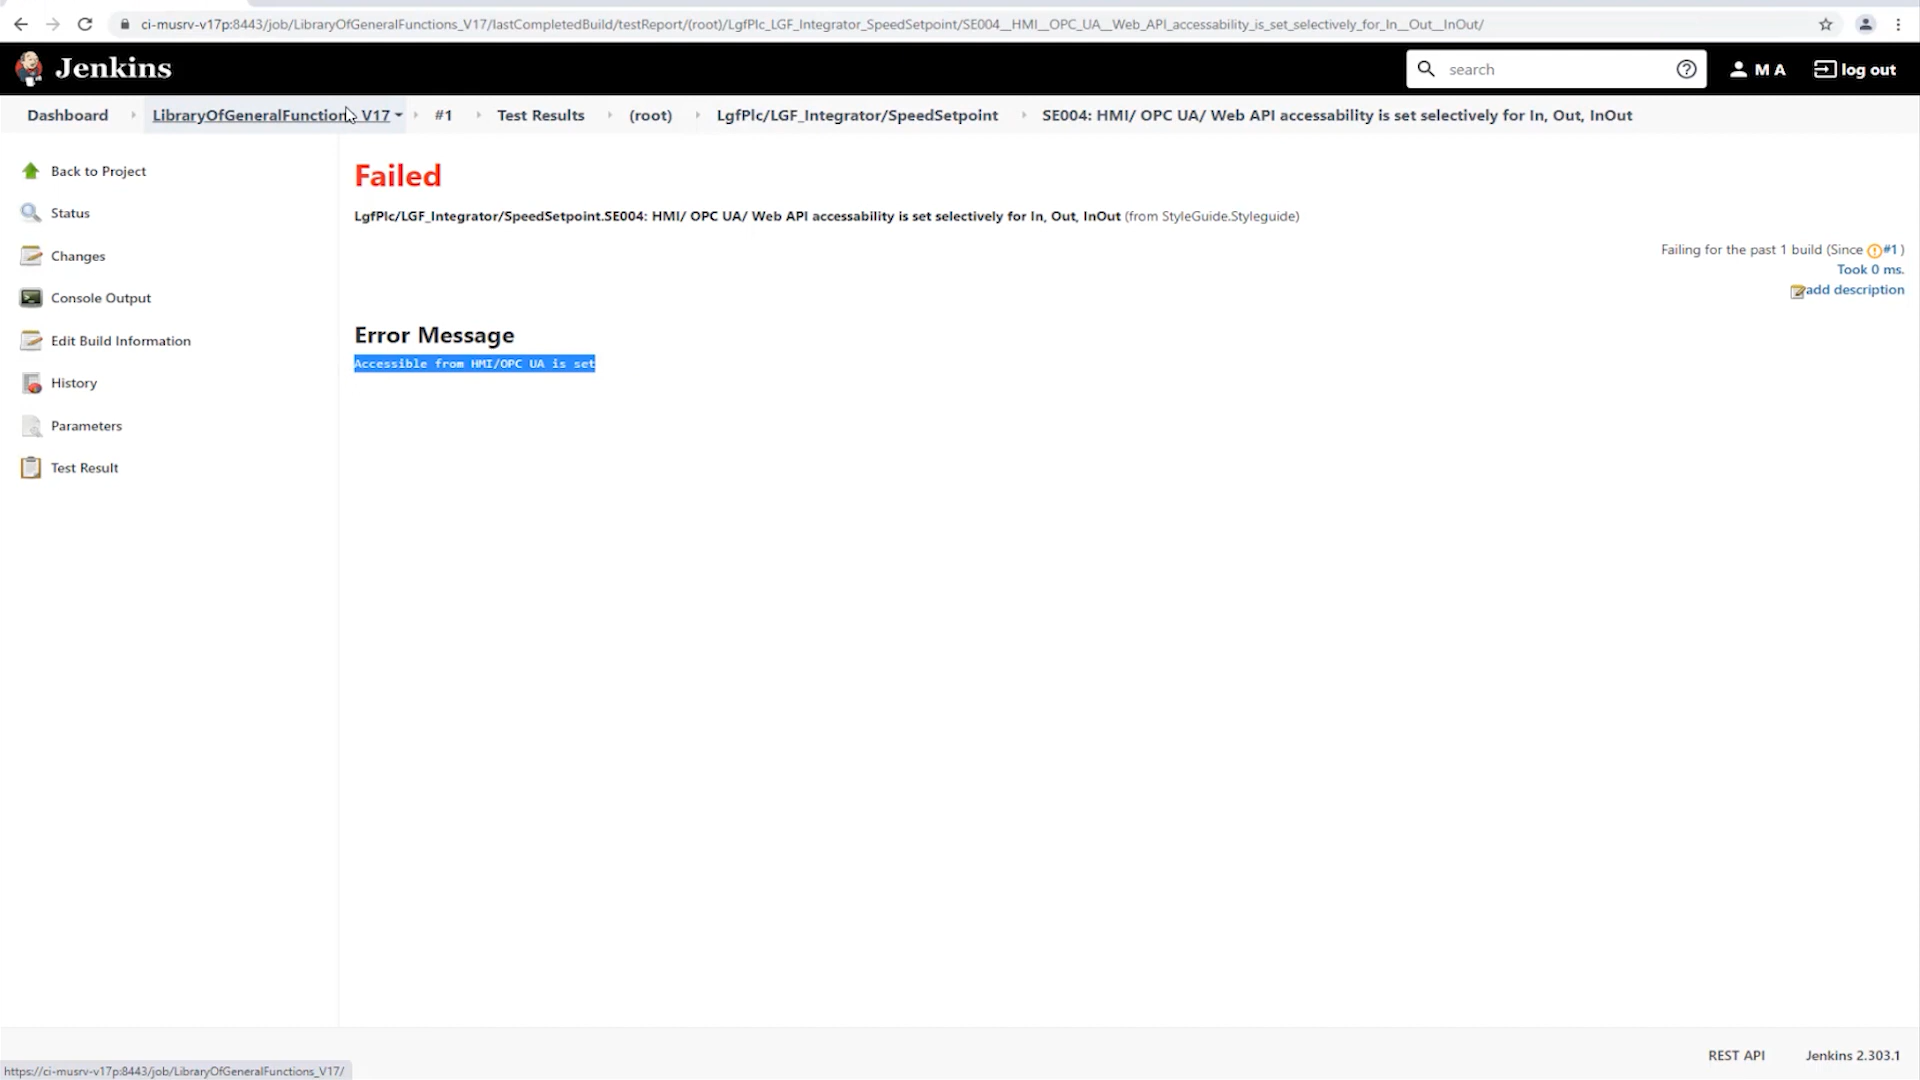 ci-musrv-v17p:8443/job/LibraryOfGeneralFunctions_V17/lastCompletedBuild/testReport/(root)/LgfPlc_LGF_Integrator_SpeedSetpoint/SE004__HMI__OPC_UA__Web_API_accessability_is_set_selectively_for_In__Out__InOut/
Jenkins
search
M A
log out
Dashboard
LibraryOfGeneralFunctions_V17
#1
Test Results
(root)
LgfPlc/LGF_Integrator/SpeedSetpoint
SE004: HMI/ OPC UA/ Web API accessability is set selectively for In, Out, InOut
Back to Project
Status
Changes
Console Output
Edit Build Information
History
Parameters
Test Result
Failed
LgfPlc/LGF_Integrator/SpeedSetpoint.SE004: HMI/ OPC UA/ Web API accessability is set selectively for In, Out, InOut (from StyleGuide.Styleguide)
Failing for the past 1 build (Since #1 )
Took 0 ms.
add description
Error Message
Accessible from HMI/OPC UA is set
REST API
Jenkins 2.303.1
https://ci-musrv-v17p:8443/job/LibraryOfGeneralFunctions_V17/